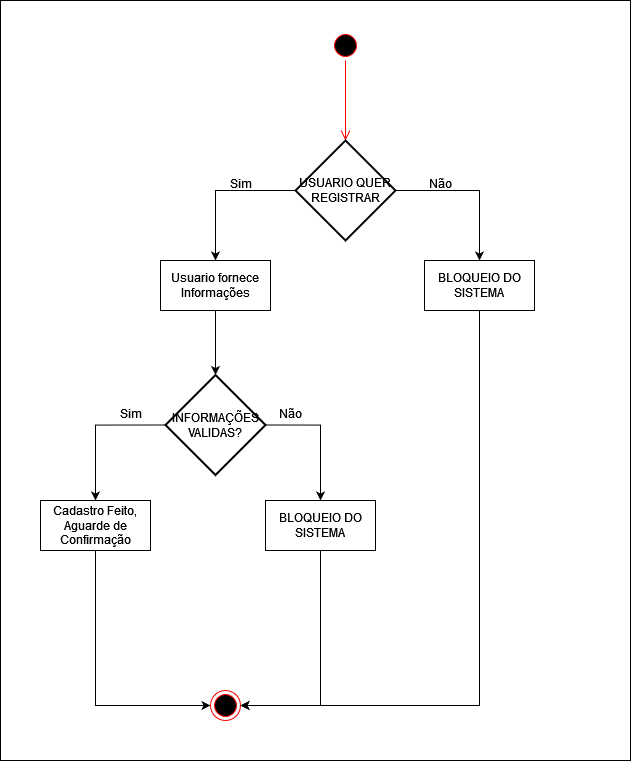 USUARIO QUER
REGISTRAR
Sim
Não
Usuario fornece
Informações
BLOQUEIO DO
SISTEMA
INFORMAÇÕES
VALIDAS?
Sim
Não
Cadastro Feito,
Aguarde de
Confirmação
BLOQUEIO DO
SISTEMA